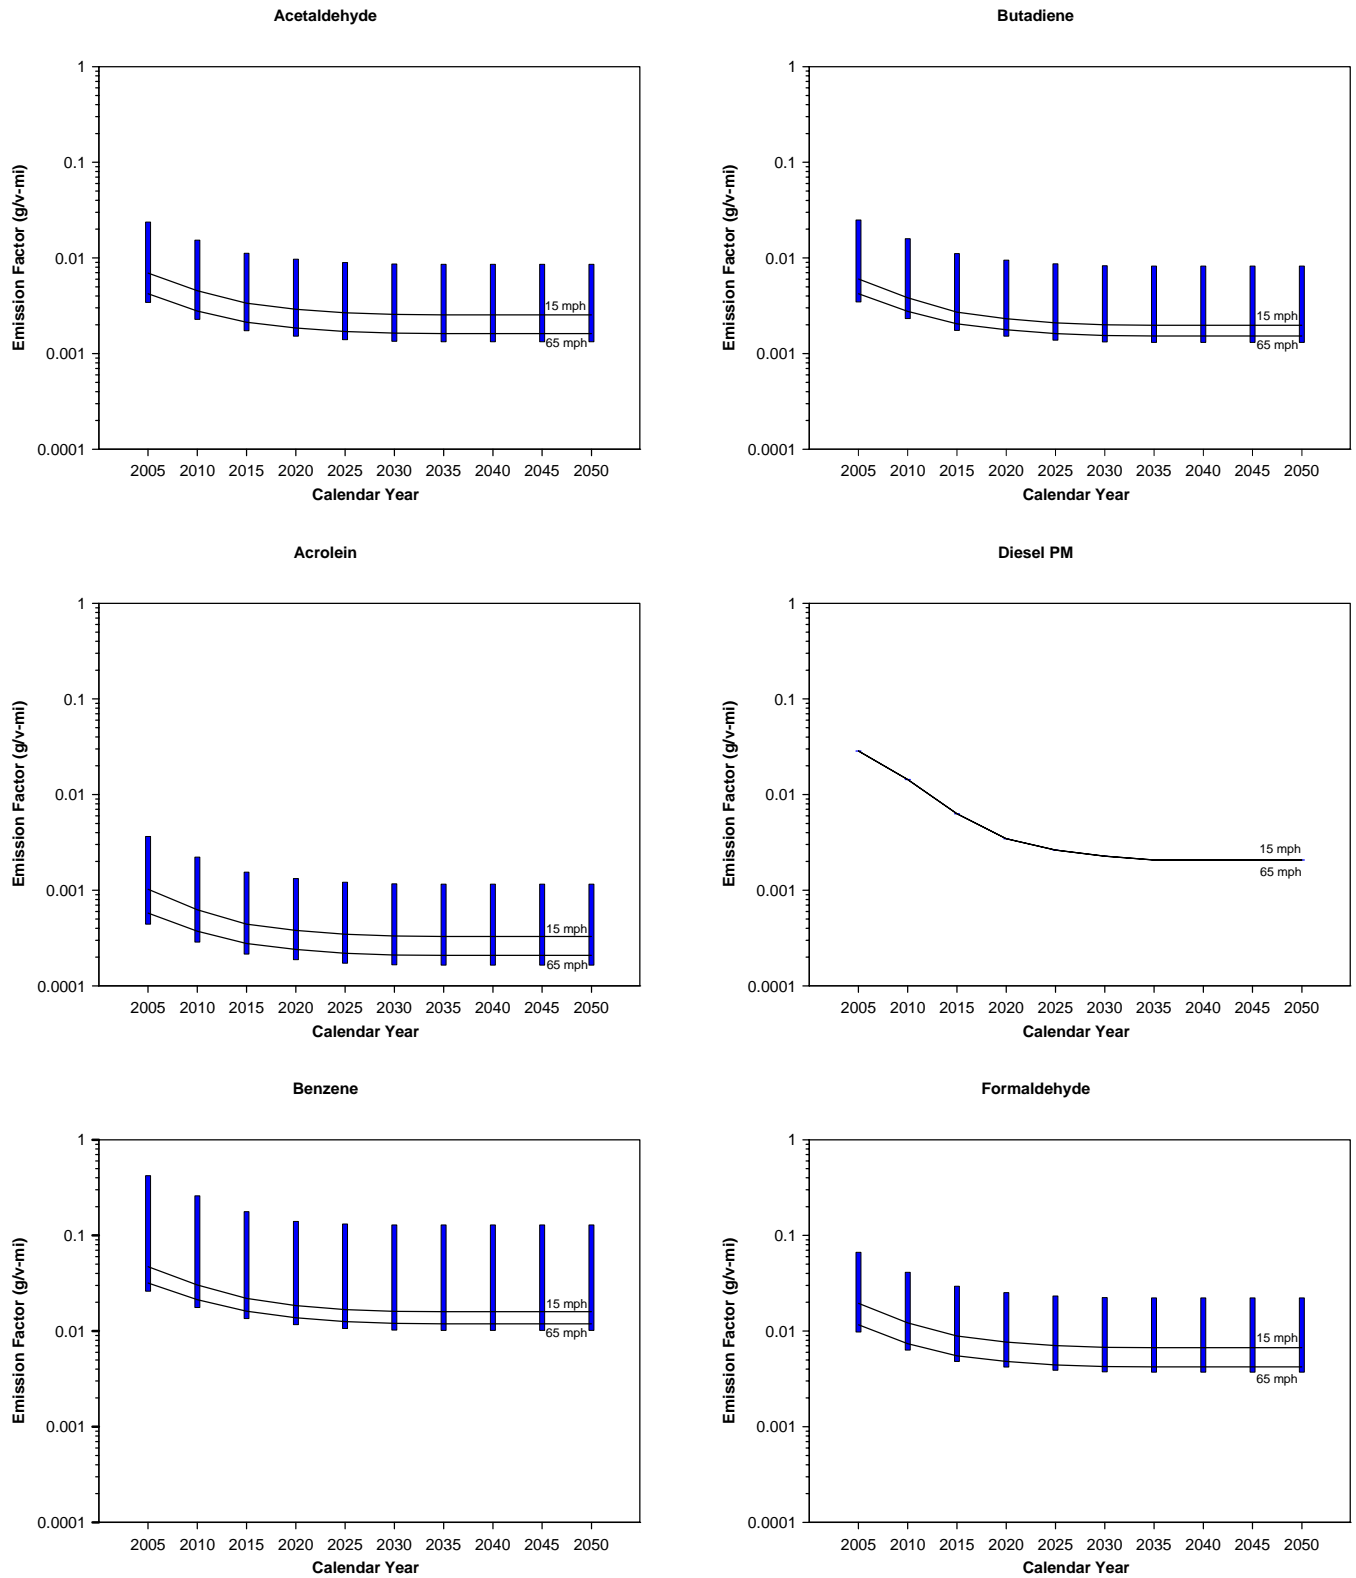 Acetaldehyde
Emission Factor (g/v-mi)
1
0.1
0.01
0.001
0.0001
15 mph
65 mph
2005 2010 2015 2020 2025 2030 2035 2040 2045 2050
Calendar Year
Butadiene
Emission Factor (g/v-mi)
1
0.1
0.01
0.001
0.0001
15 mph
65 mph
2005 2010 2015 2020 2025 2030 2035 2040 2045 2050
Calendar Year
Acrolein
Emission Factor (g/v-mi)
1
0.1
0.01
0.001
0.0001
15 mph
65 mph
2005 2010 2015 2020 2025 2030 2035 2040 2045 2050
Calendar Year
Diesel PM
Emission Factor (g/v-mi)
1
0.1
0.01
0.001
0.0001
15 mph
65 mph
2005 2010 2015 2020 2025 2030 2035 2040 2045 2050
Calendar Year
Benzene
Emission Factor (g/v-mi)
1
0.1
0.01
0.001
0.0001
15 mph
65 mph
2005 2010 2015 2020 2025 2030 2035 2040 2045 2050
Calendar Year
Formaldehyde
Emission Factor (g/v-mi)
1
0.1
0.01
0.001
0.0001
15 mph
65 mph
2005 2010 2015 2020 2025 2030 2035 2040 2045 2050
Calendar Year